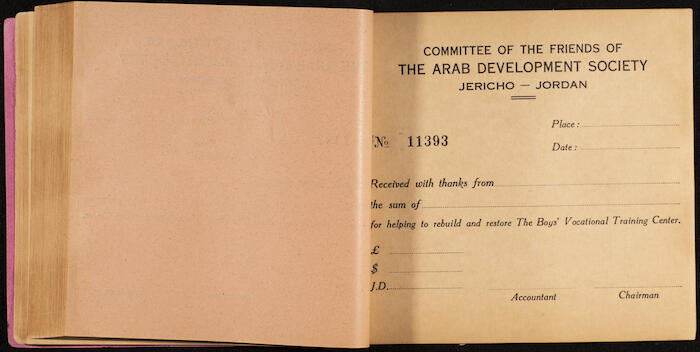 COMMITTEE OF THE FRIENDS OF
THE ARAB DEVELOPMENT SOCIETY
JERICHO — JORDAN
Place :
Date :
№ 11393
Received with thanks from
the sum of
for helping to rebuild and restore The Boys' Vocational Training Center.
£
$
J.D.
Accountant Chairman